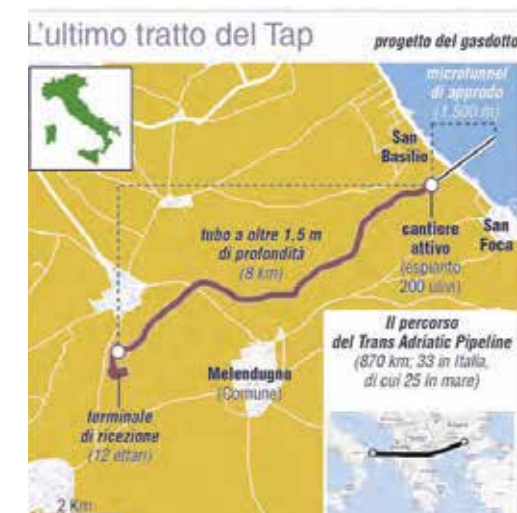 L'ultimo tratto del Tap
progetto del gasdotto
microtunnel
di approdo
(1.500 m)
San
Basilio
tubo a oltre 1,5 m
di profondità
(8 km)
cantiere
attivo
(espianto
200 ulivi)
San
Foca
Il percorso
del Trans Adriatic Pipeline
(870 km; 33 in Italia,
di cui 25 in mare)
Melendugno
(Comune)
terminale
di ricezione
(12 ettari)
2 Km